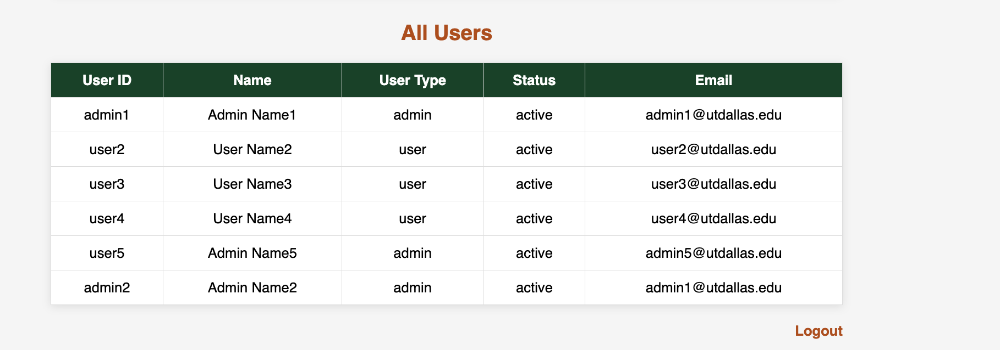 All Users
User ID Name User Type Status Email
admin1 Admin Name1 admin active admin1@utdallas.edu
user2 User Name2 user active user2@utdallas.edu
user3 User Name3 user active user3@utdallas.edu
user4 User Name4 user active user4@utdallas.edu
user5 Admin Name5 admin active admin5@utdallas.edu
admin2 Admin Name2 admin active admin1@utdallas.edu
Logout